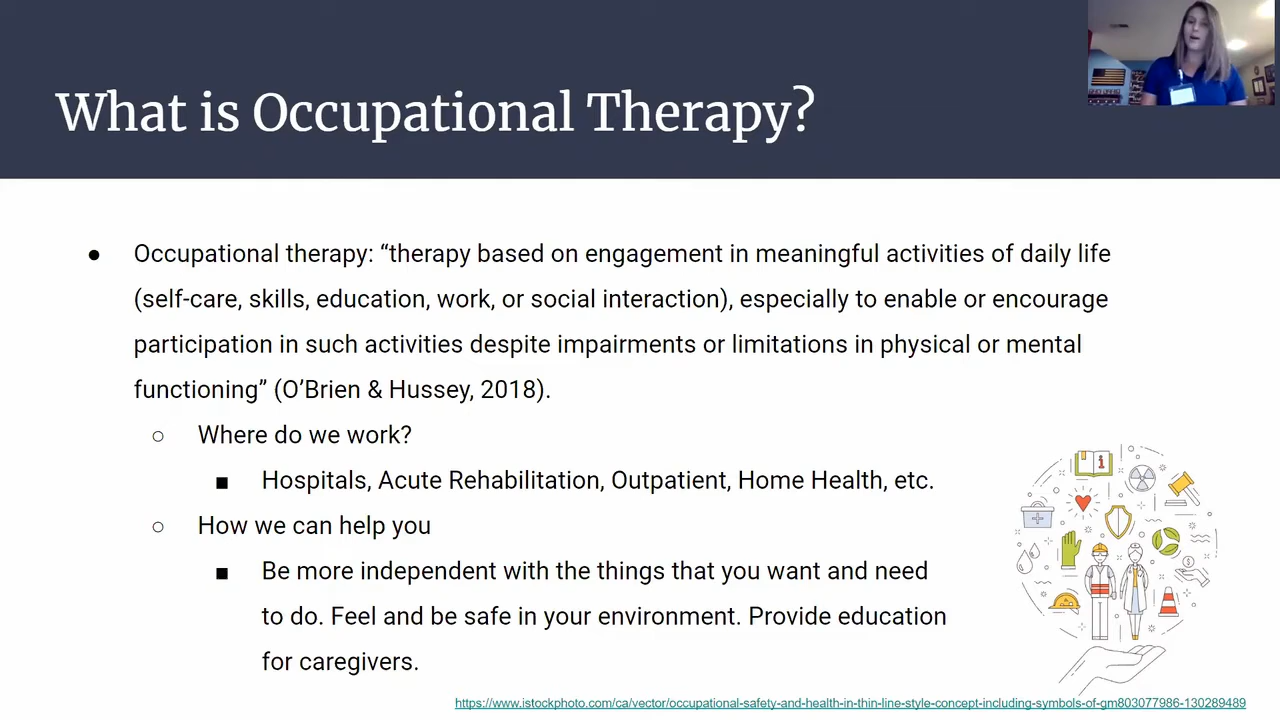 What is Occupational Therapy?
● Occupational therapy: “therapy based on engagement in meaningful activities of daily life
(self-care, skills, education, work, or social interaction), especially to enable or encourage
participation in such activities despite impairments or limitations in physical or mental
functioning” (O’Brien & Hussey, 2018).
○ Where do we work?
■ Hospitals, Acute Rehabilitation, Outpatient, Home Health, etc.
○ How we can help you
■ Be more independent with the things that you want and need
to do. Feel and be safe in your environment. Provide education
for caregivers.
https://www.istockphoto.com/ca/vector/occupational-safety-and-health-in-thin-line-style-concept-including-symbols-of-gm803077986-130289489